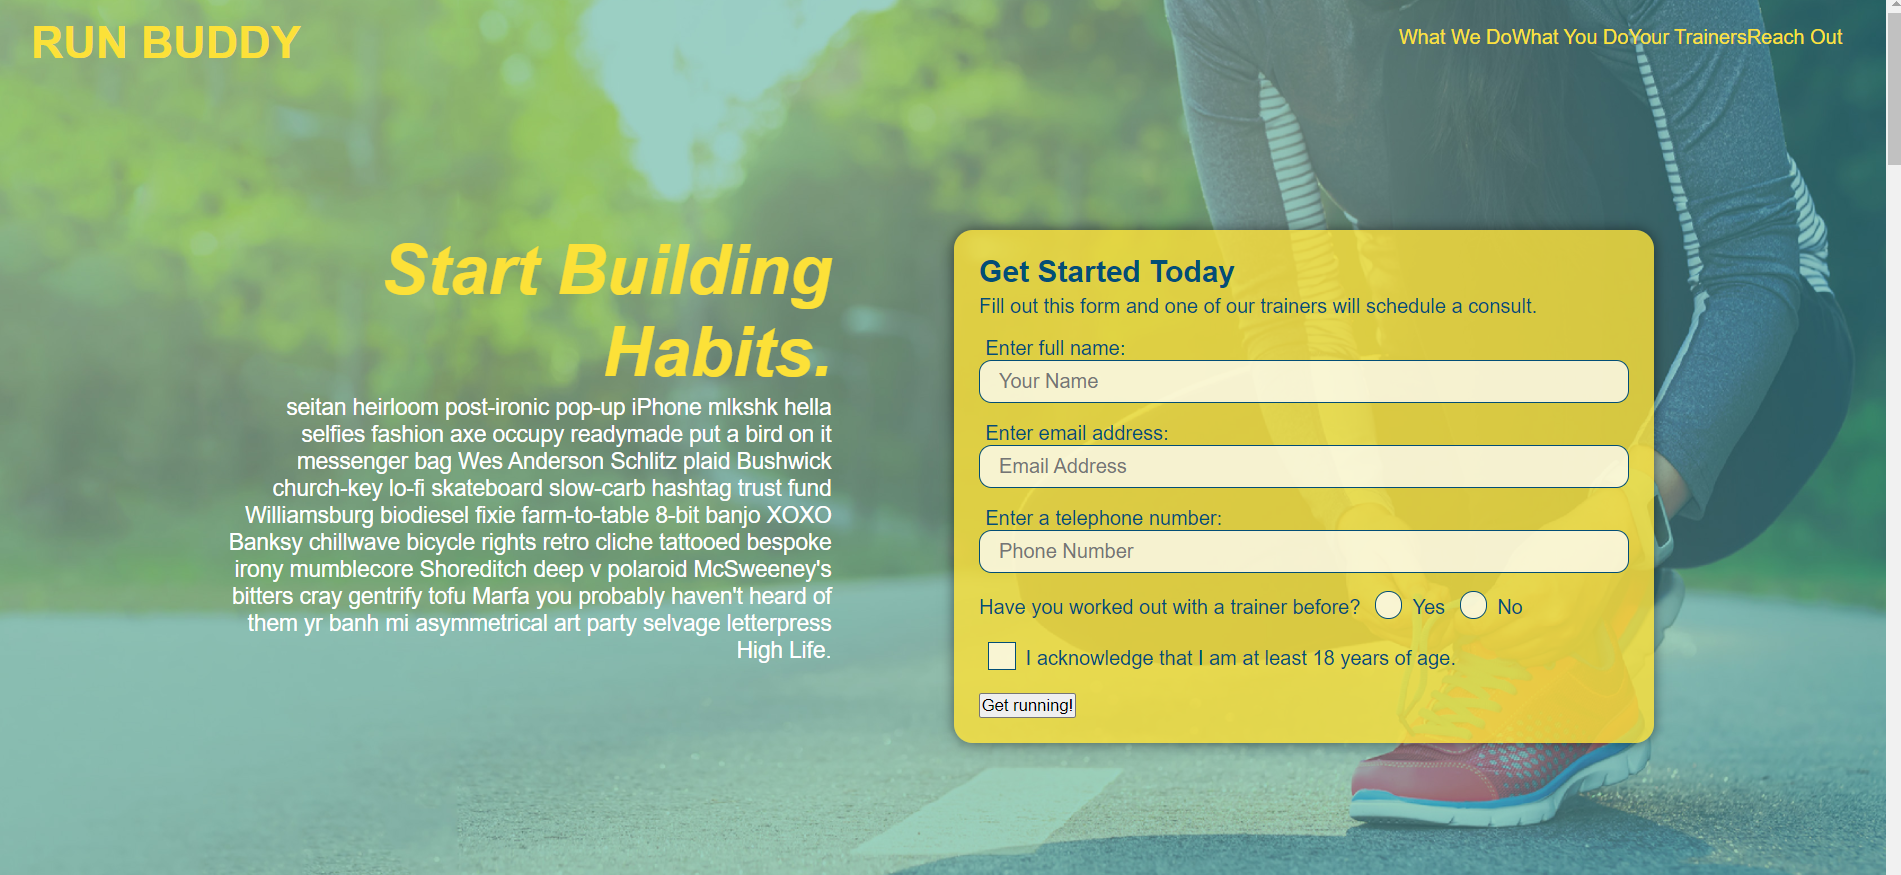 RUN BUDDY
What We DoWhat You DoYour TrainersReach Out
Start Building
Habits.
seitan heirloom post-ironic pop-up iPhone mlkshk hella
selfies fashion axe occupy readymade put a bird on it
messenger bag Wes Anderson Schlitz plaid Bushwick
church-key lo-fi skateboard slow-carb hashtag trust fund
Williamsburg biodiesel fixie farm-to-table 8-bit banjo XOXO
Banksy chillwave bicycle rights retro cliche tattooed bespoke
irony mumblecore Shoreditch deep v polaroid McSweeney's
bitters cray gentrify tofu Marfa you probably haven't heard of
them yr banh mi asymmetrical art party selvage letterpress
High Life.
Get Started Today
Fill out this form and one of our trainers will schedule a consult.
Enter full name:
Your Name
Enter email address:
Email Address
Enter a telephone number:
Phone Number
Have you worked out with a trainer before? Yes No
I acknowledge that I am at least 18 years of age.
Get running!